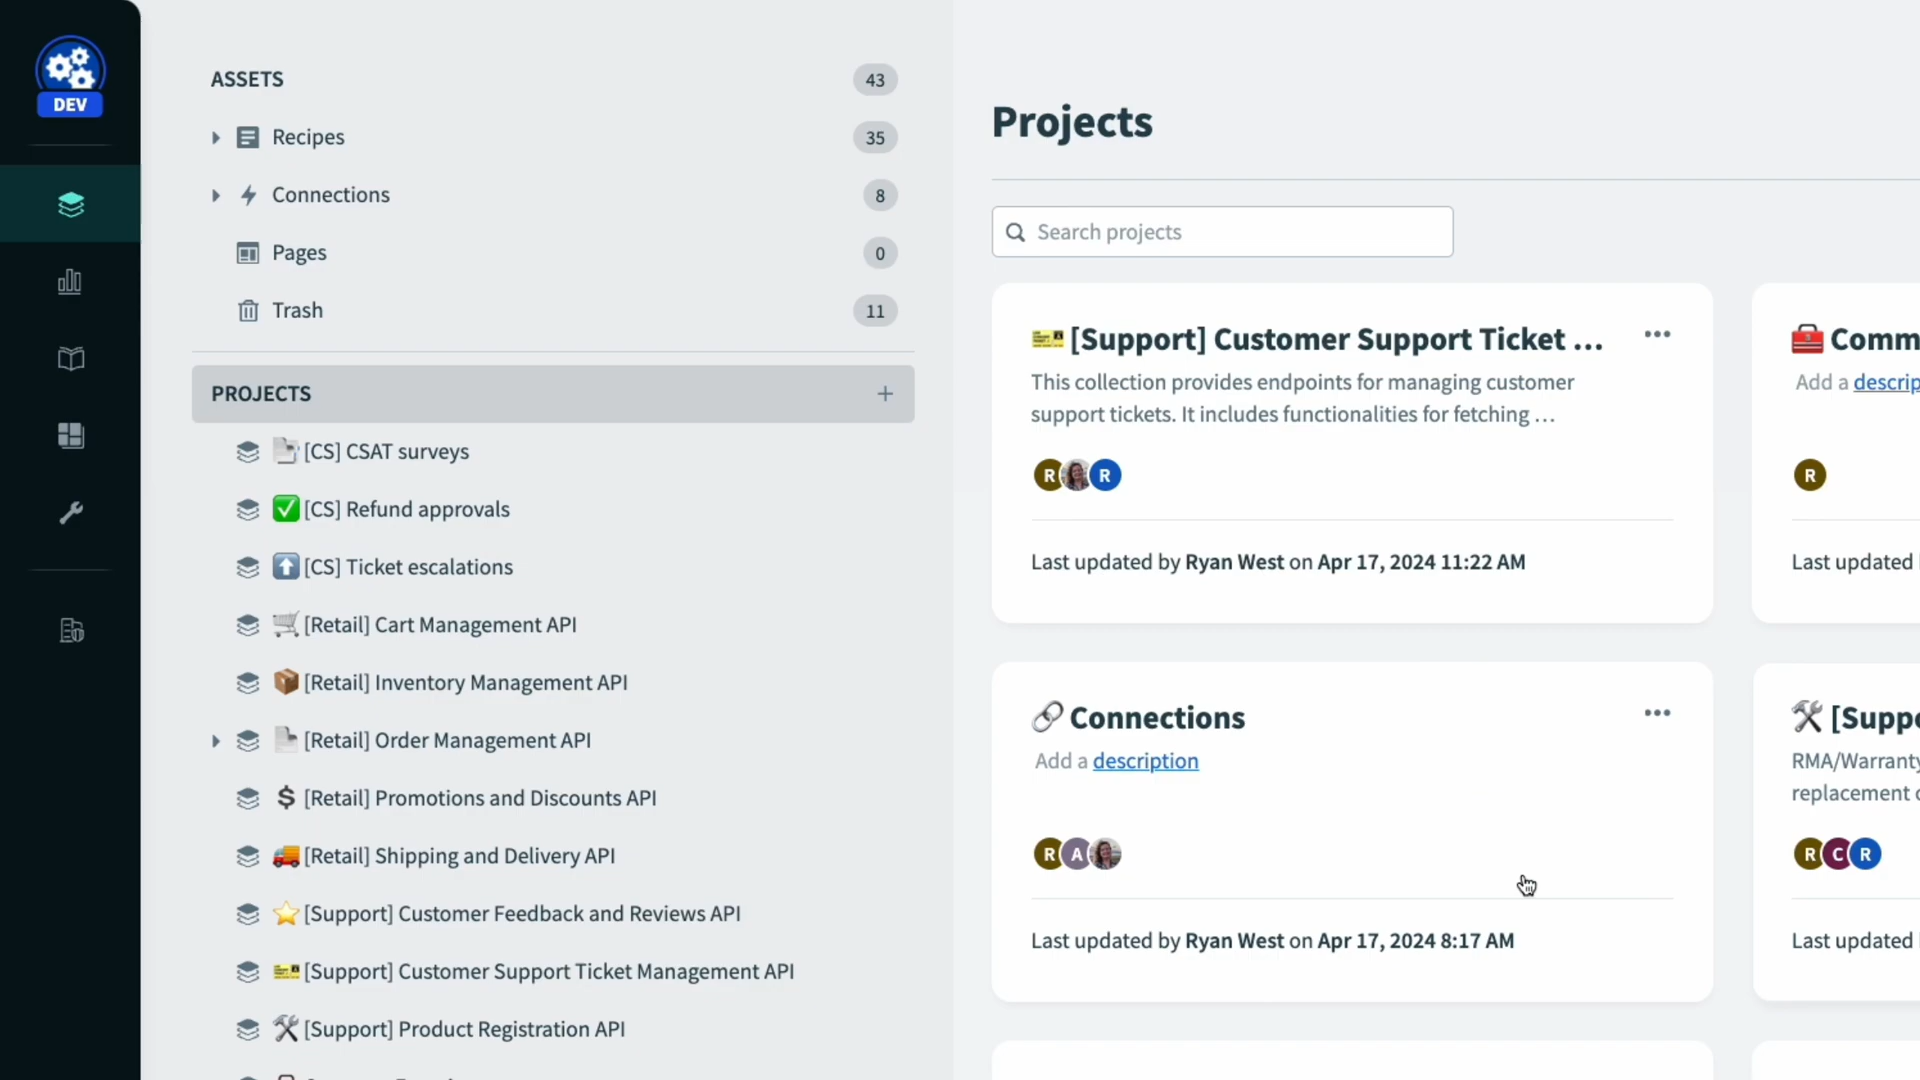 DEV
ASSETS 43
Recipes 35
Connections 8
Pages 0
Trash 11
PROJECTS
[CS] CSAT surveys
[CS] Refund approvals
[CS] Ticket escalations
[Retail] Cart Management API
[Retail] Inventory Management API
[Retail] Order Management API
[Retail] Promotions and Discounts API
[Retail] Shipping and Delivery API
[Support] Customer Feedback and Reviews API
[Support] Customer Support Ticket Management API
[Support] Product Registration API
Projects
Search projects
[Support] Customer Support Ticket ...
This collection provides endpoints for managing customer
support tickets. It includes functionalities for fetching ...
R R
Last updated by Ryan West on Apr 17, 2024 11:22 AM
Comm
Add a descrip
R
Last updated
Connections
Add a description
R A
Last updated by Ryan West on Apr 17, 2024 8:17 AM
[Suppo
RMA/Warranty
replacement
R C R
Last updated